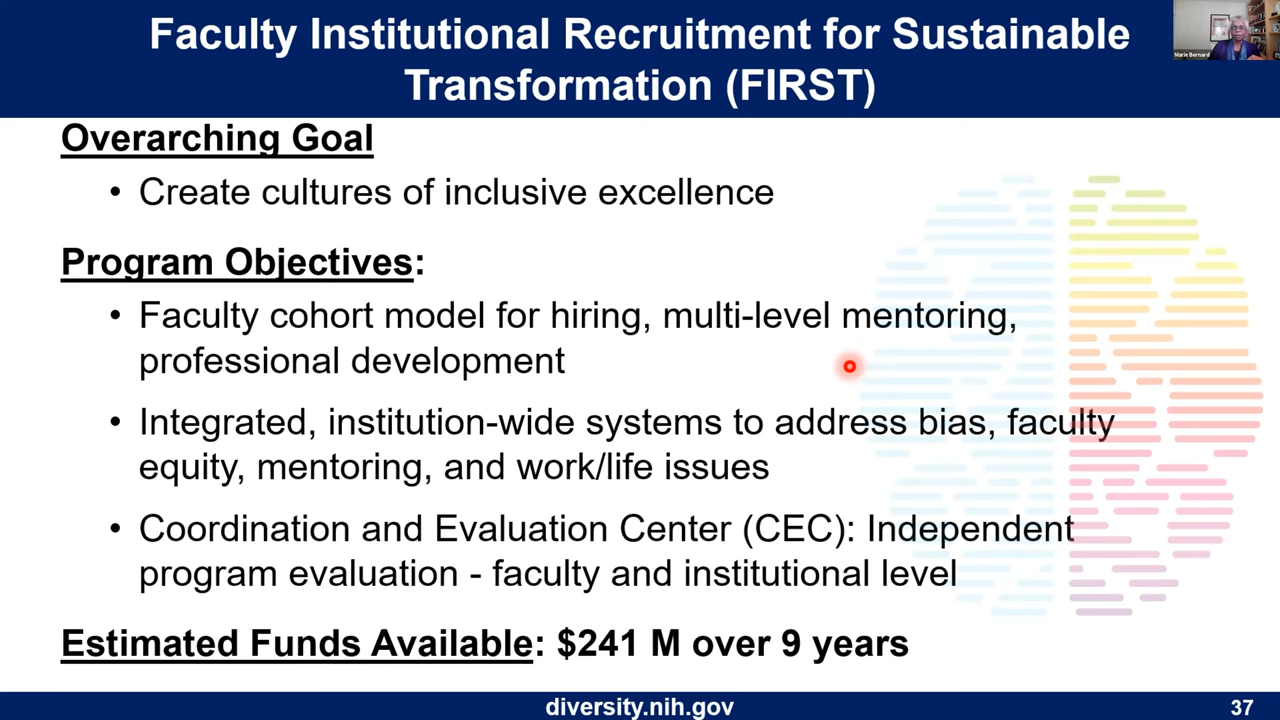 Faculty Institutional Recruitment for Sustainable
Transformation (FIRST)
Marie Bernard
Overarching Goal
• Create cultures of inclusive excellence
Program Objectives:
• Faculty cohort model for hiring, multi-level mentoring,
professional development
• Integrated, institution-wide systems to address bias, faculty
equity, mentoring, and work/life issues
• Coordination and Evaluation Center (CEC): Independent
program evaluation - faculty and institutional level
Estimated Funds Available: $241 M over 9 years
diversity.nih.gov
37